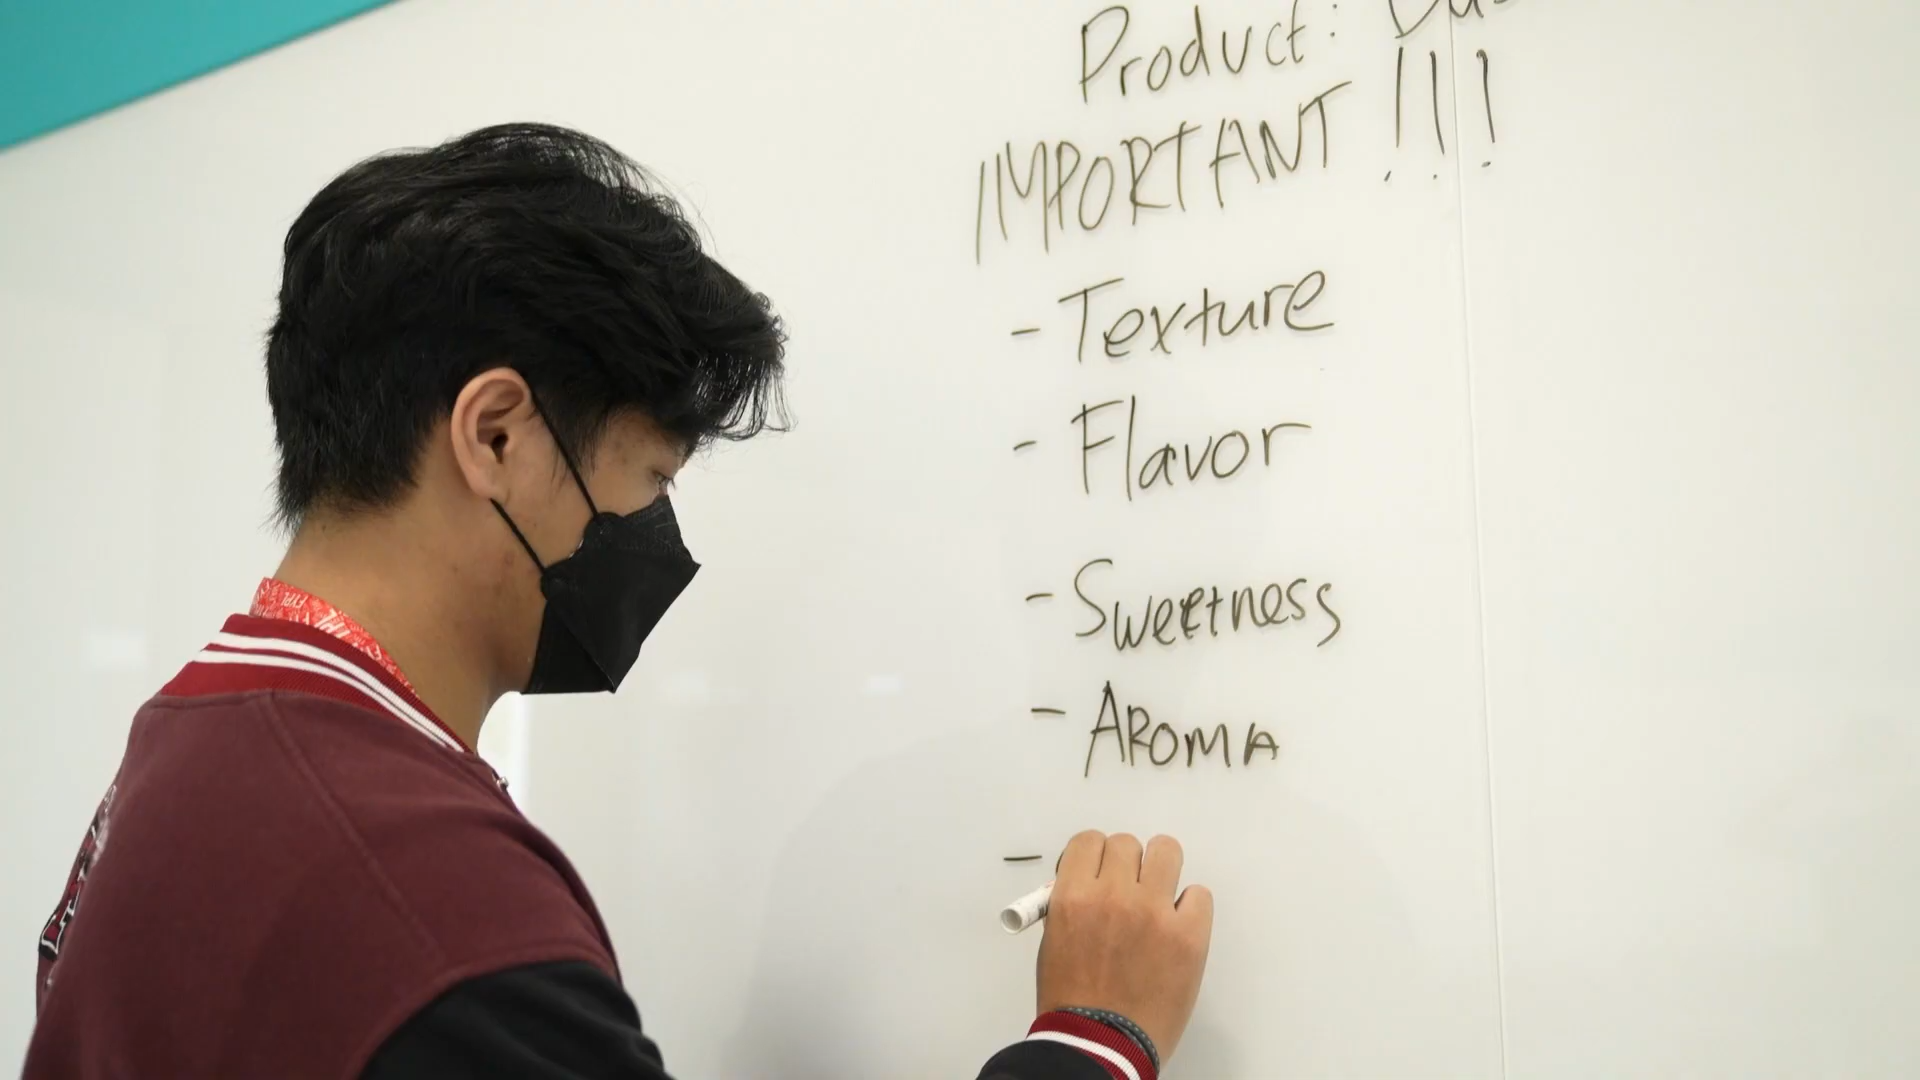 Product:
IMPORTANT!!!
- Texture
- Flavor
- Sweetness
- AROMA
-